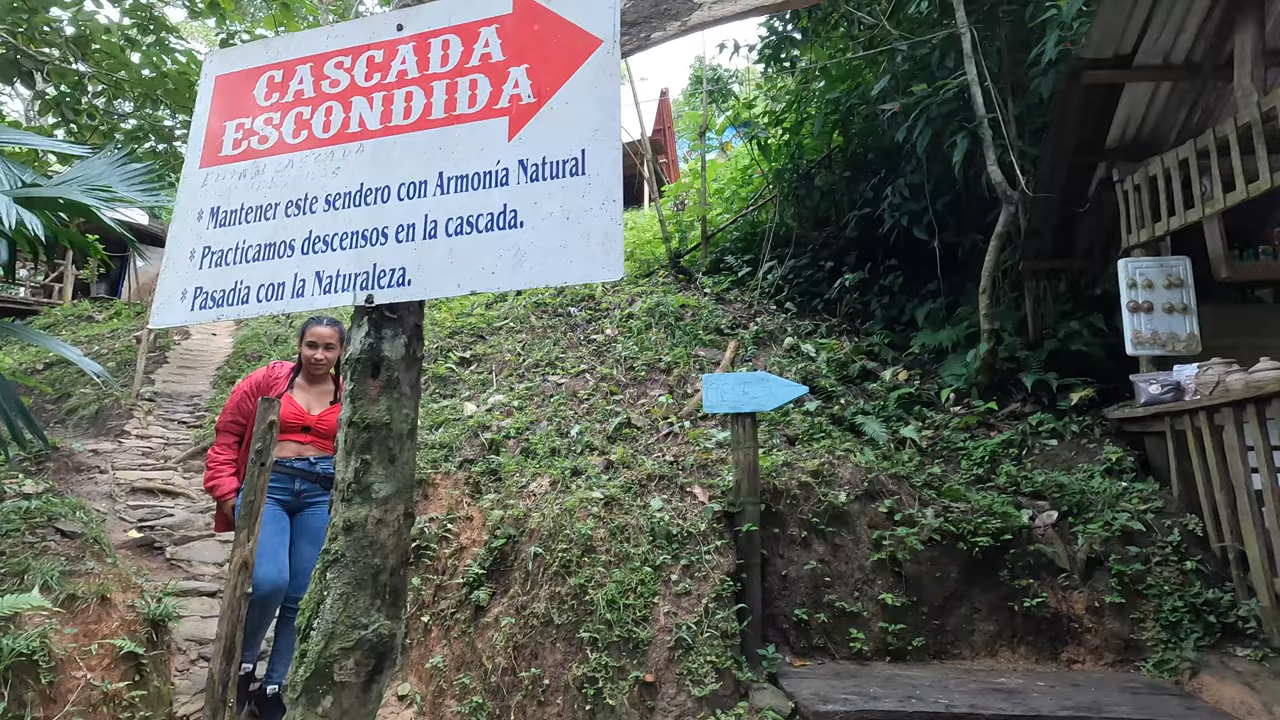 CASCADA
ESCONDIDA
* Mantener este sendero con Armonía Natural
* Practicamos descensos en la cascada.
* Pasadia con la Naturaleza.